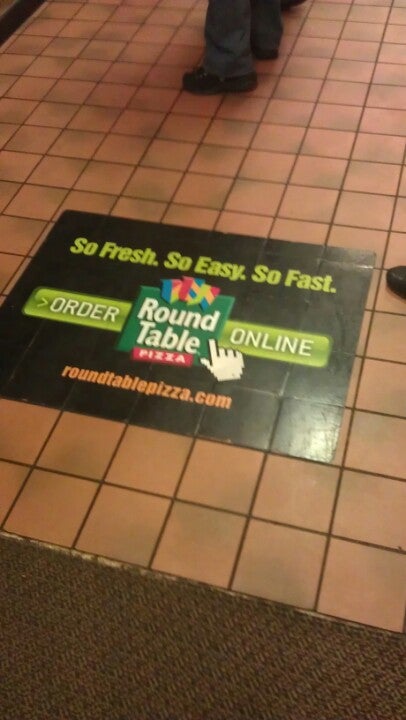 So Fresh. So Easy. So Fast.
>ORDER Round Table PIZZA ONLINE
roundtablepizza.com